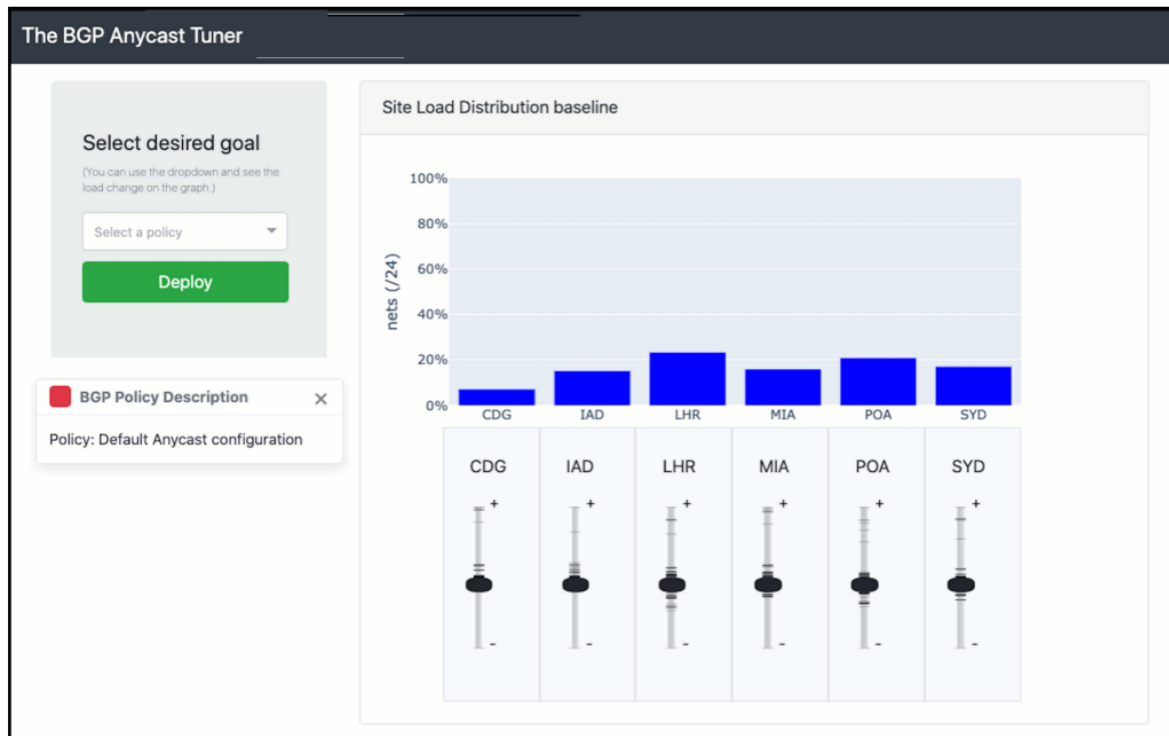 The BGP Anycast Tuner
Select desired goal
(You can use the dropdown and see the
load change on the graph.)
Select a policy
Deploy
BGP Policy Description ×
Policy: Default Anycast configuration
Site Load Distribution baseline
100%
80%
60%
40%
20%
0%
nets (/24)
CDG IAD LHR MIA POA SYD
CDG IAD LHR MIA POA SYD
+ + + + + +
- - - - - -